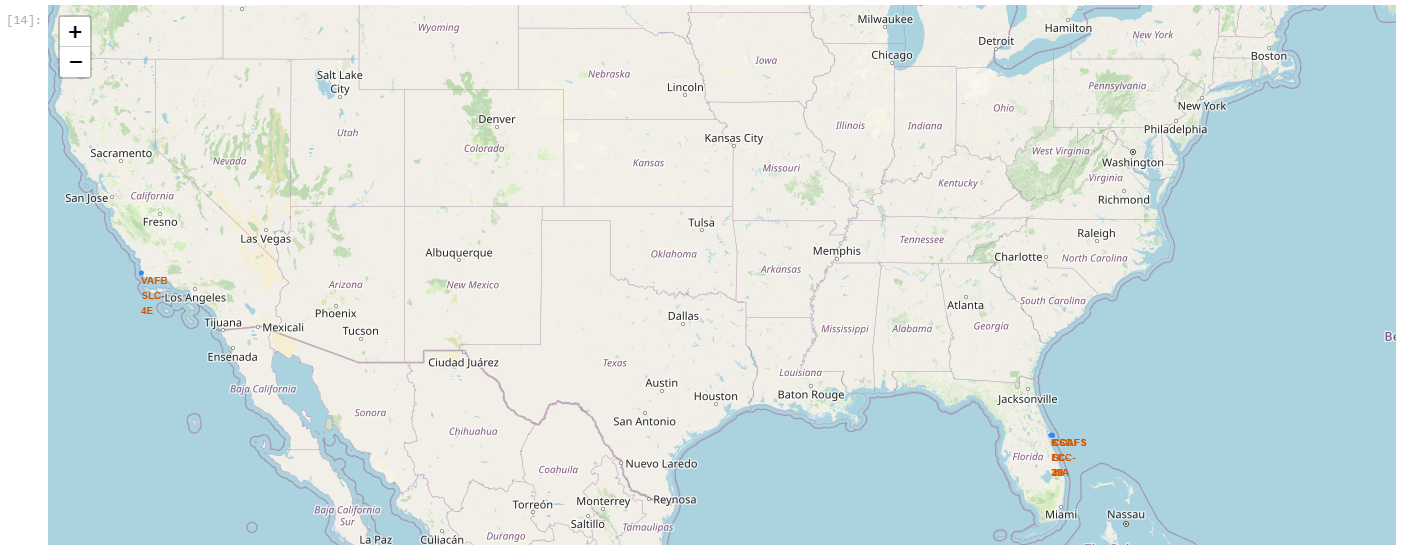 [14]:
+
−
Milwaukee
Hamilton
Wyoming
New York
Detroit
Chicago
Boston
Iowa
Salt Lake
City
Nebraska
Lincoln
Pennsylvania
New York
Ohio
Denver
Illinois
Indiana
Philadelphia
Utah
Kansas City
Colorado
Sacramento
West Virginia
Nevada
Kansas
Missouri
Washington
Virginia
Kentucky
San Jose
California
Richmond
Fresno
Tulsa
Raleigh
Las Vegas
Tennessee
Albuquerque
Oklahoma
Memphis
Charlotte
North Carolina
Arkansas
VAFB
SLC-
4E
Los Angeles
Arizona
New Mexico
South Carolina
Atlanta
Phoenix
Dallas
Tijuana
Mexicali
Tucson
Mississippi
Alabama
Georgia
Ensenada
Ciudad Juárez
Texas
Louisiana
Baja California
Austin
Houston
Baton Rouge
Jacksonville
Sonora
San Antonio
Chihuahua
Florida
Nuevo Laredo
Coahuila
Reynosa
Monterrey
Torreón
Baja California
Sur
Miami
Nassau
Saltillo
Tamaulipas
La Paz
Culiacán
Durango